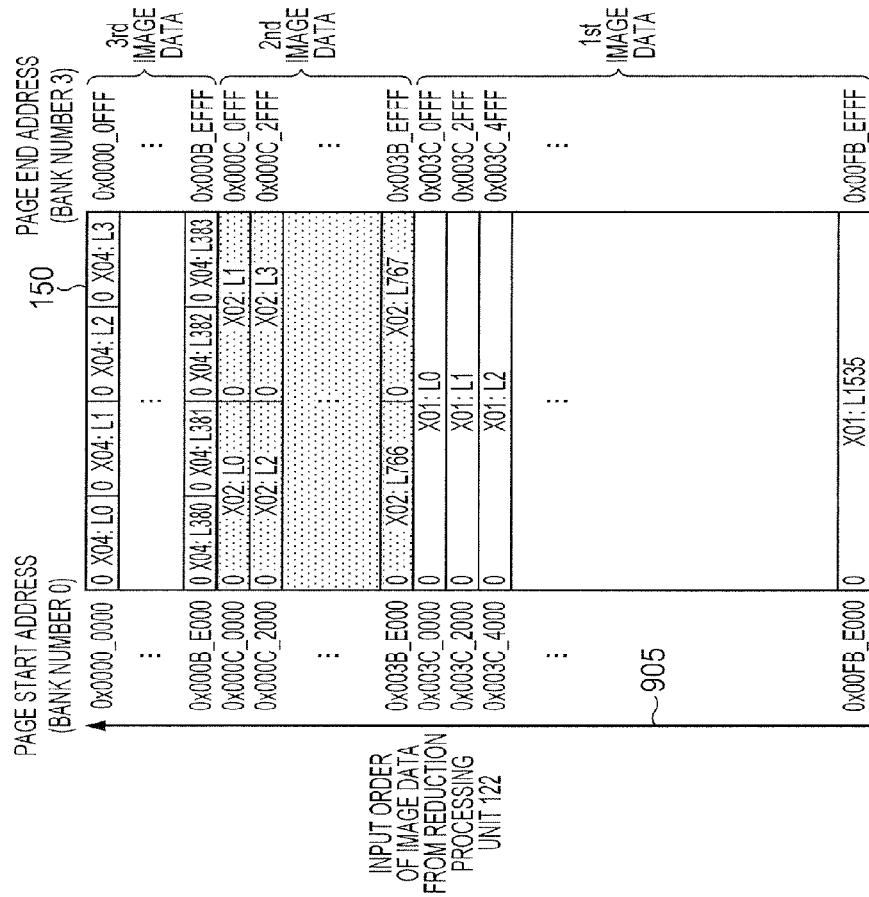 PAGE START ADDRESS
(BANK NUMBER 0)
150
PAGE END ADDRESS
(BANK NUMBER 3)
0x0000_0000
0 X04: L0 0 X04: L1 0 X04: L2 0 X04: L3
0x0000_0FFF
...
...
...
3rd
IMAGE
DATA
0x000B_E000
0 X04: L380 0 X04: L381 0 X04: L382 0 X04: L383
0x000B_EFFF
0x000C_0000
0 X02: L0 0 X02: L1
0x000C_0FFF
0x000C_2000
0 X02: L2 0 X02: L3
0x000C_2FFF
...
...
...
2nd
IMAGE
DATA
0x003B_E000
0 X02: L766 0 X02: L767
0x003B_EFFF
0x003C_0000
0 X01: L0
0x003C_0FFF
0x003C_2000
0 X01: L1
0x003C_2FFF
0x003C_4000
0 X01: L2
0x003C_4FFF
...
...
...
1st
IMAGE
DATA
0x00FB_E000
0 X01: L1535
0x00FB_EFFF
INPUT ORDER
OF IMAGE DATA
FROM REDUCTION
PROCESSING
UNIT 122
905